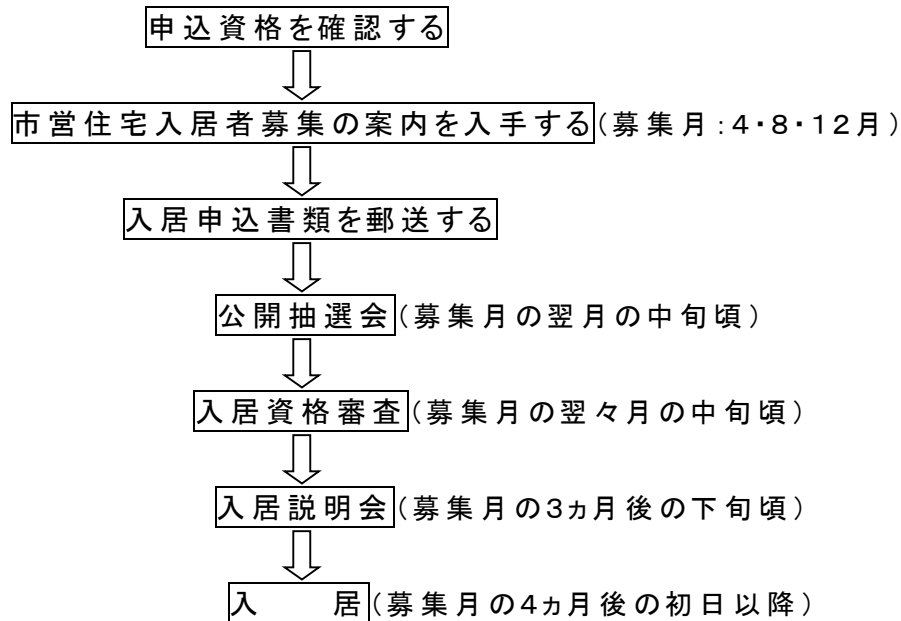 申込資格を確認する
市営住宅入居者募集の案内を入手する(募集月:4・8・12月)
入居申込書類を郵送する
公開抽選会(募集月の翌月の中旬頃)
入居資格審査(募集月の翌々月の中旬頃)
入居説明会(募集月の3ヵ月後の下旬頃)
入　　居(募集月の4ヵ月後の初日以降)